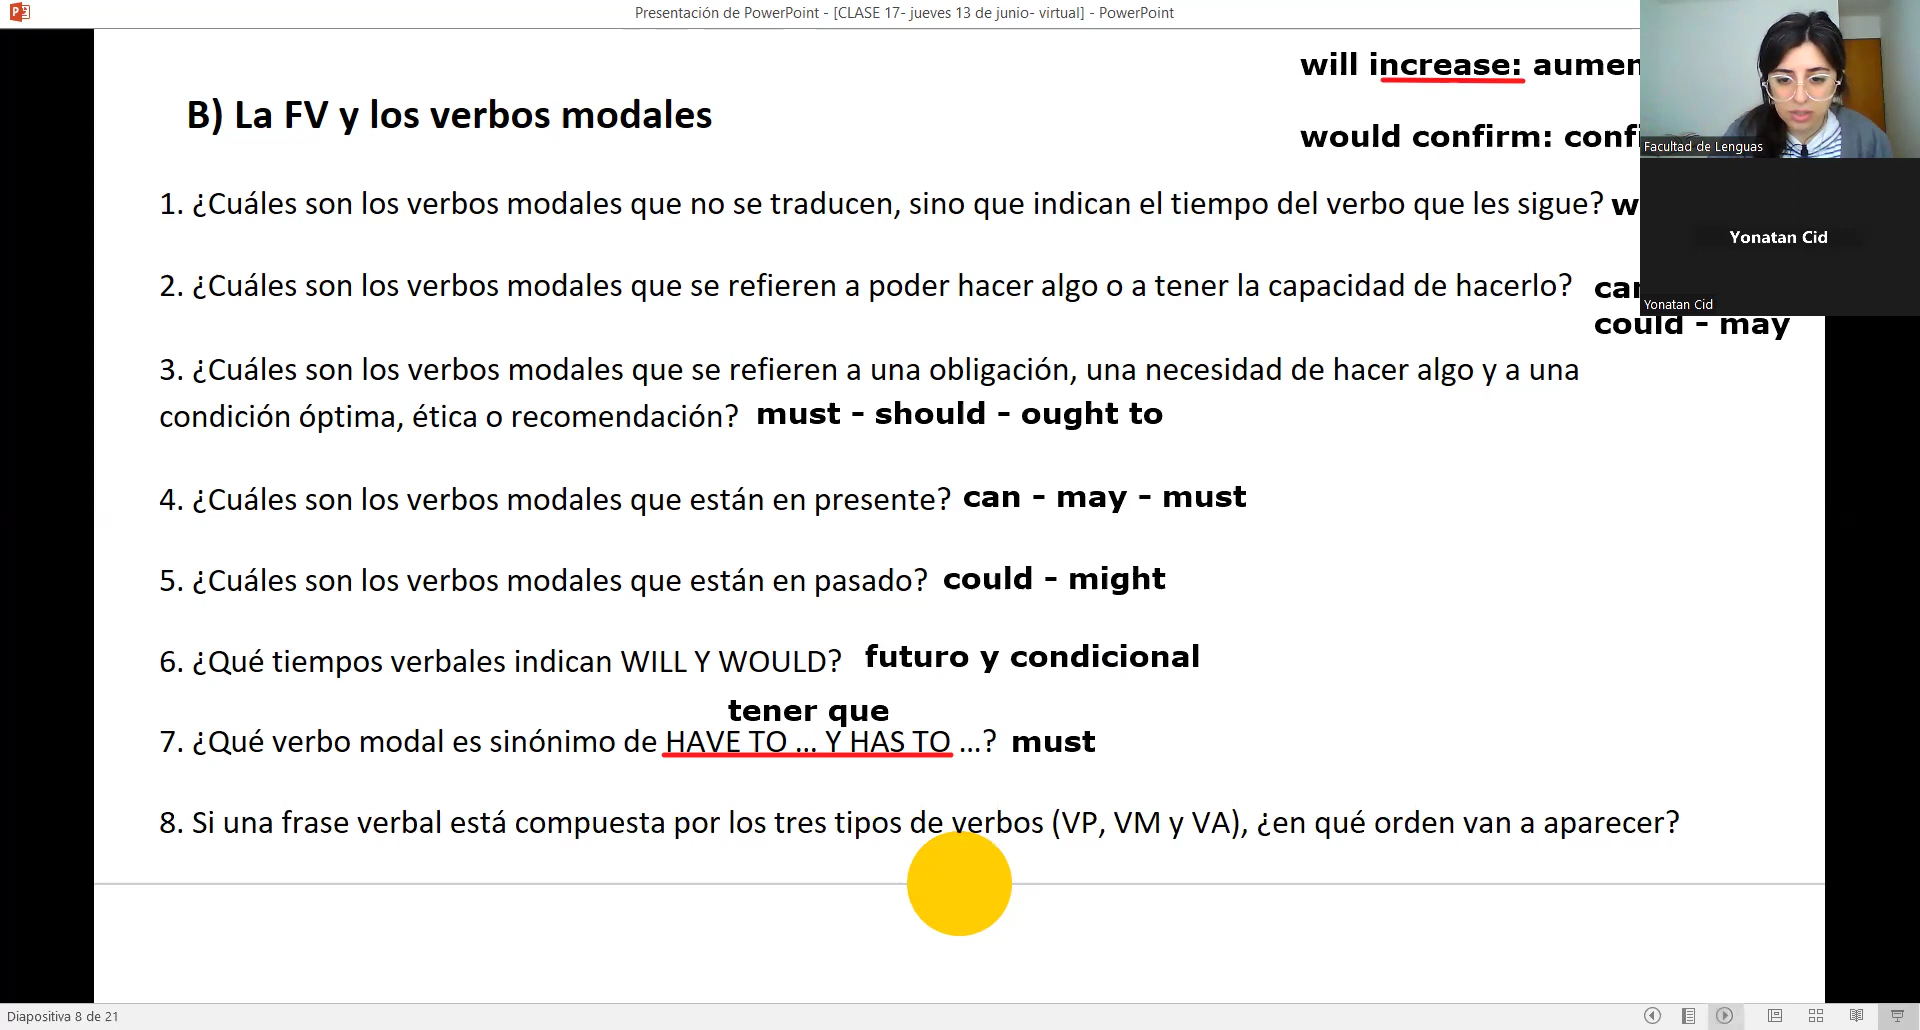 Presentación de PowerPoint - [CLASE 17- jueves 13 de junio- virtual] - PowerPoint
will increase:
would confirm:
B) La FV y los verbos modales
Facultad de Lenguas
1. ¿Cuáles son los verbos modales que no se traducen, sino que indican el tiempo del verbo que les sigue?
Yonatan Cid
2. ¿Cuáles son los verbos modales que se refieren a poder hacer algo o a tener la capacidad de hacerlo?
Yonatan Cid
could - may
3. ¿Cuáles son los verbos modales que se refieren a una obligación, una necesidad de hacer algo y a una
condición óptima, ética o recomendación? must - should - ought to
4. ¿Cuáles son los verbos modales que están en presente? can - may - must
5. ¿Cuáles son los verbos modales que están en pasado? could - might
6. ¿Qué tiempos verbales indican WILL Y WOULD? futuro y condicional
tener que
7. ¿Qué verbo modal es sinónimo de HAVE TO ... Y HAS TO ...? must
8. Si una frase verbal está compuesta por los tres tipos de verbos (VP, VM y VA), ¿en qué orden van a aparecer?
Diapositiva 8 de 21